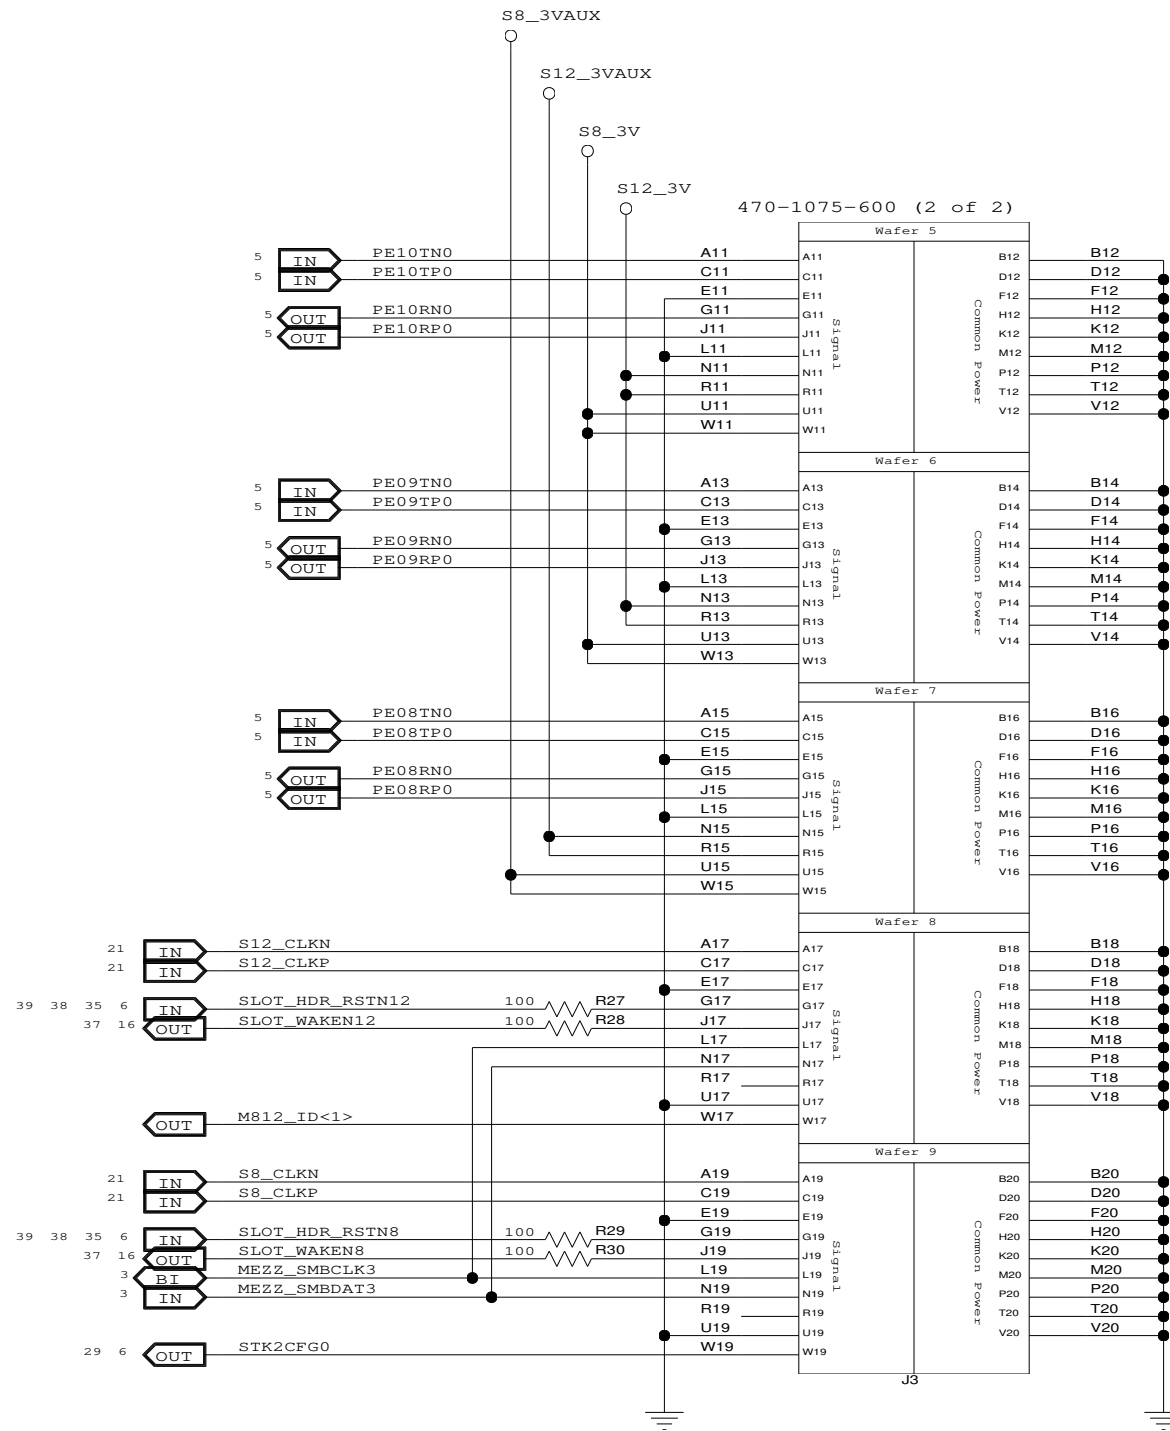 S8_3VAUX
S12_3VAUX
S8_3V
S12_3V
470-1075-600 (2 of 2)
Wafer 5
5 IN PE10TN0 A11 A11 B12 B12
5 IN PE10TP0 C11 C11 D12 D12
E11 E11 F12 F12
5 OUT PE10RN0 G11 G11 H12 H12
5 OUT PE10RP0 J11 J11 K12 K12
L11 L11 M12 M12
N11 N11 P12 P12
R11 R11 T12 T12
U11 U11 V12 V12
W11 W11
Signal
Common Power
Wafer 6
5 IN PE09TN0 A13 A13 B14 B14
5 IN PE09TP0 C13 C13 D14 D14
E13 E13 F14 F14
5 OUT PE09RN0 G13 G13 H14 H14
5 OUT PE09RP0 J13 J13 K14 K14
L13 L13 M14 M14
N13 N13 P14 P14
R13 R13 T14 T14
U13 U13 V14 V14
W13 W13
Signal
Common Power
Wafer 7
5 IN PE08TN0 A15 A15 B16 B16
5 IN PE08TP0 C15 C15 D16 D16
E15 E15 F16 F16
5 OUT PE08RN0 G15 G15 H16 H16
5 OUT PE08RP0 J15 J15 K16 K16
L15 L15 M16 M16
N15 N15 P16 P16
R15 R15 T16 T16
U15 U15 V16 V16
W15 W15
Signal
Common Power
Wafer 8
21 IN S12_CLKN A17 A17 B18 B18
21 IN S12_CLKP C17 C17 D18 D18
E17 E17 F18 F18
39 38 35 6 IN SLOT_HDR_RSTN12 100 R27 G17 G17 H18 H18
37 16 OUT SLOT_WAKEN12 100 R28 J17 J17 K18 K18
L17 L17 M18 M18
N17 N17 P18 P18
R17 R17 T18 T18
U17 U17 V18 V18
OUT M812_ID<1> W17 W17
Signal
Common Power
Wafer 9
21 IN S8_CLKN A19 A19 B20 B20
21 IN S8_CLKP C19 C19 D20 D20
E19 E19 F20 F20
39 38 35 6 IN SLOT_HDR_RSTN8 100 R29 G19 G19 H20 H20
37 16 OUT SLOT_WAKEN8 100 R30 J19 J19 K20 K20
3 BI MEZZ_SMBCLK3 L19 L19 M20 M20
3 IN MEZZ_SMBDAT3 N19 N19 P20 P20
R19 R19 T20 T20
U19 U19 V20 V20
29 6 OUT STK2CFG0 W19 W19
Signal
Common Power
J3